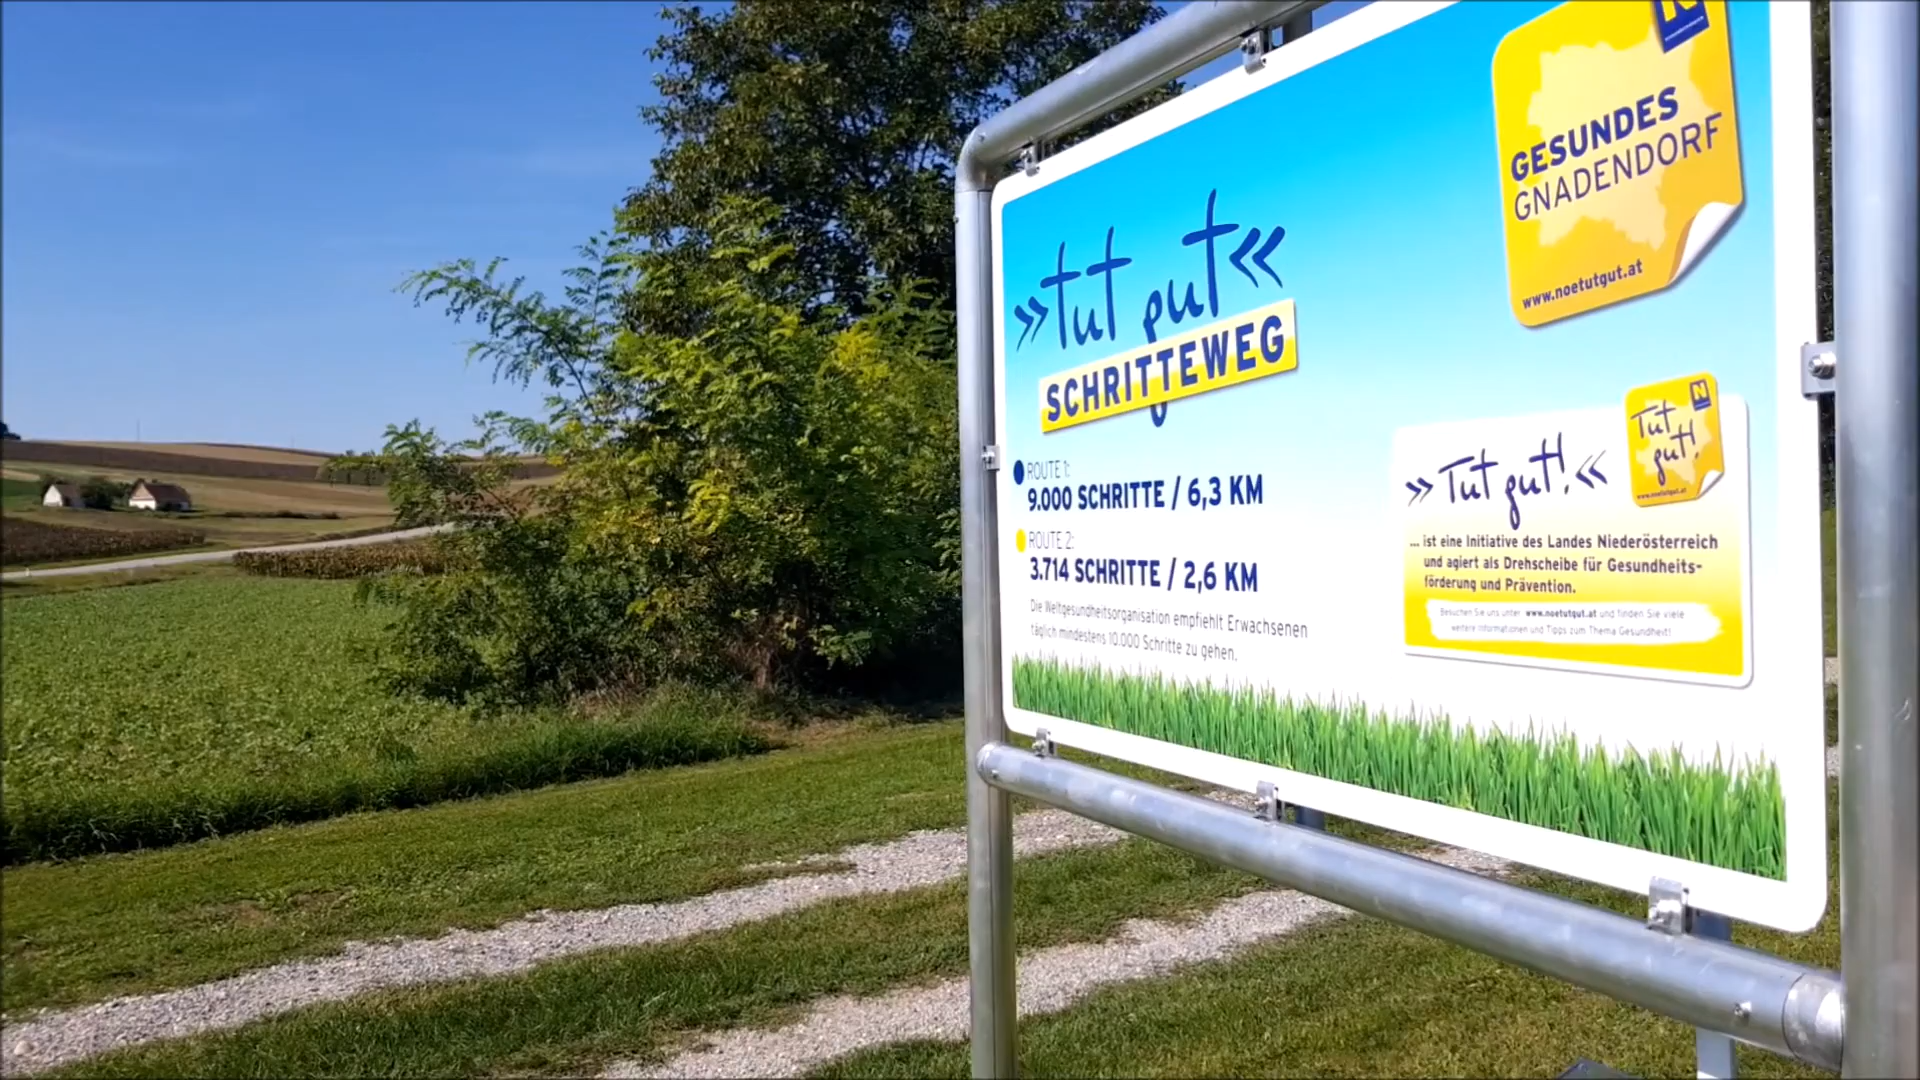 N
GESUNDES
GNADENDORF
www.noetutgut.at
»tut gut«
SCHRITTEWEG
ROUTE 1:
9.000 SCHRITTE / 6,3 KM
ROUTE 2:
3.714 SCHRITTE / 2,6 KM
Die Weltgesundheitsorganisation empfiehlt Erwachsenen
täglich mindestens 10.000 Schritte zu gehen.
N
Tut
gut!
www.noetutgut.at
»Tut gut!«
... ist eine Initiative des Landes Niederösterreich
und agiert als Drehscheibe für Gesundheits-
förderung und Prävention.
Besuchen Sie uns unter www.noetutgut.at und finden Sie viele
weitere Informationen und Tipps zum Thema Gesundheit!